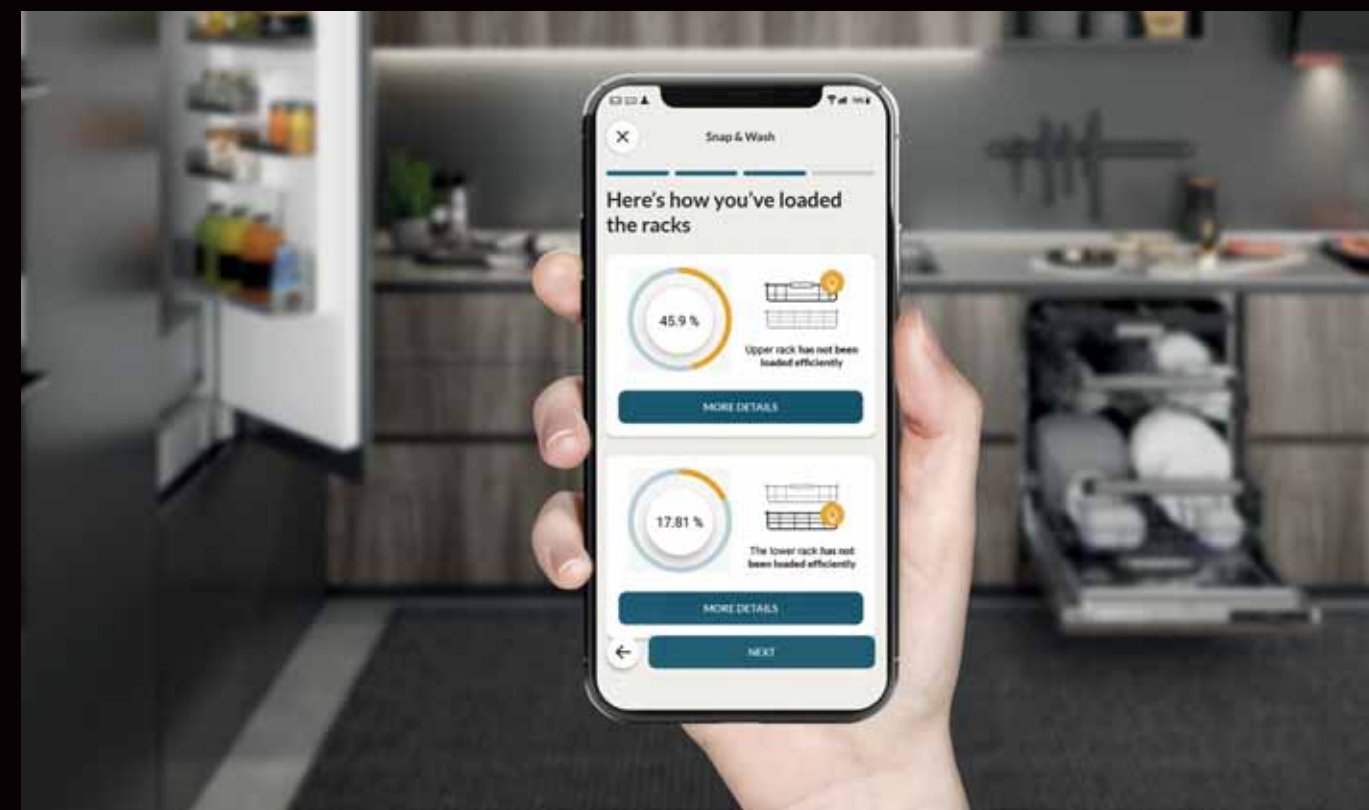 Snap & Wash
Here's how you've loaded
the racks
45.9 %
Upper rack has not been
loaded efficiently
MORE DETAILS
17.81 %
The lower rack has not
been loaded efficiently
MORE DETAILS
NEXT